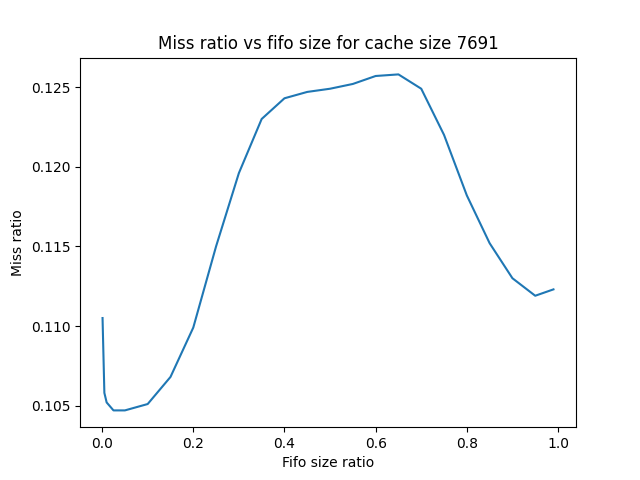 Miss ratio vs fifo size for cache size 7691
0.125
0.120
0.115
0.110
0.105
Miss ratio
0.0 0.2 0.4 0.6 0.8 1.0
Fifo size ratio